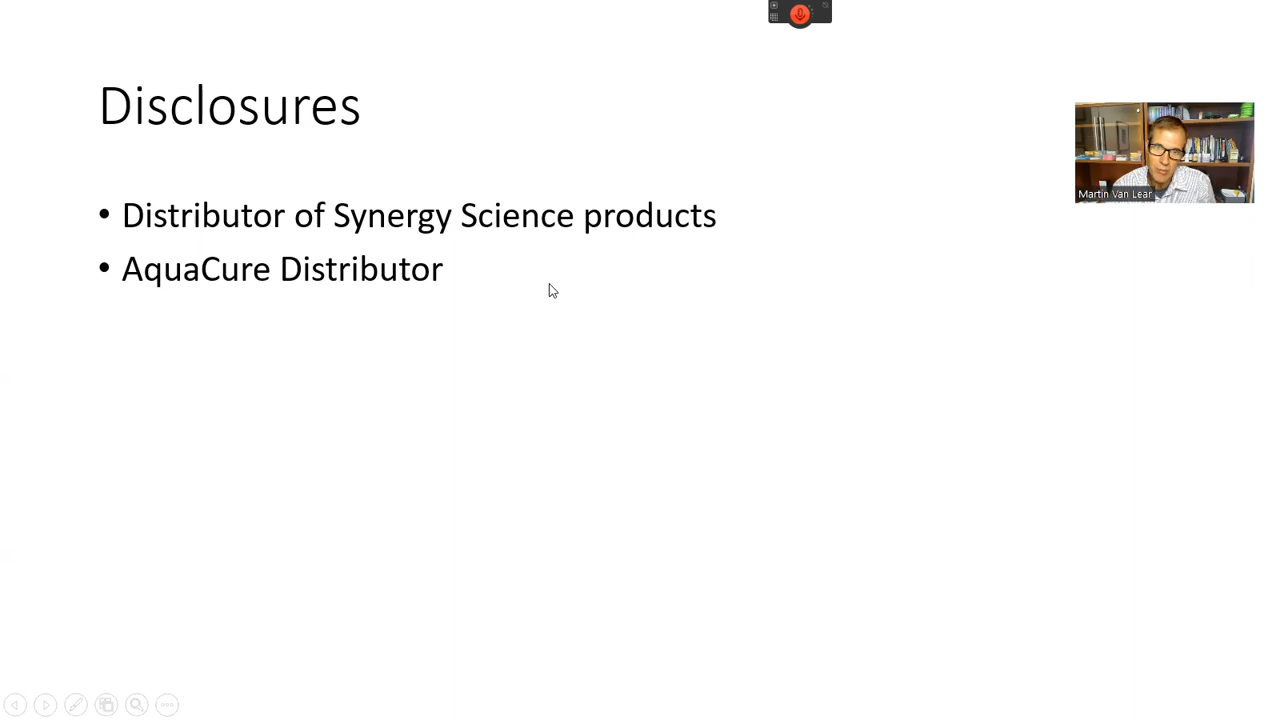 Disclosures
• Distributor of Synergy Science products
• AquaCure Distributor
Martin Van Lear